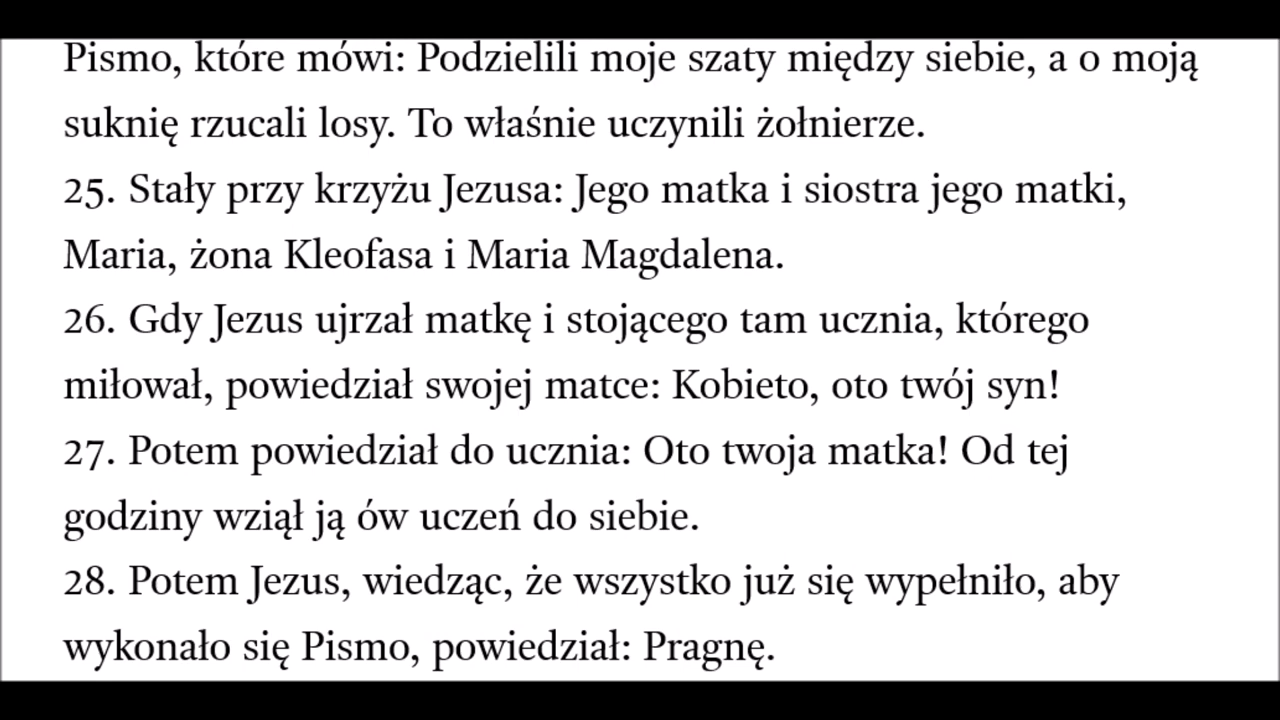 Pismo, które mówi: Podzielili moje szaty między siebie, a o moją
suknię rzucali losy. To właśnie uczynili żołnierze.
25. Stały przy krzyżu Jezusa: Jego matka i siostra jego matki,
Maria, żona Kleofasa i Maria Magdalena.
26. Gdy Jezus ujrzał matkę i stojącego tam ucznia, którego
miłował, powiedział swojej matce: Kobieto, oto twój syn!
27. Potem powiedział do ucznia: Oto twoja matka! Od tej
godziny wziął ją ów uczeń do siebie.
28. Potem Jezus, wiedząc, że wszystko już się wypełniło, aby
wykonało się Pismo, powiedział: Pragnę.